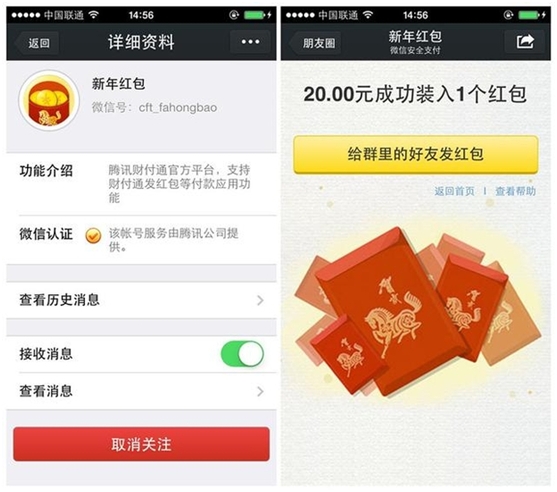 中国联通
14:56
返回
详细资料
新年红包
微信号：cft_fahongbao
功能介绍
腾讯财付通官方平台，支持
财付通发红包等付款应用功
能
微信认证
该帐号服务由腾讯公司提
供。
查看历史消息
接收消息
查看消息
取消关注
中国联通
14:56
朋友圈
新年红包
微信安全支付
20.00元成功装入1个红包
给群里的好友发红包
返回首页 | 查看帮助